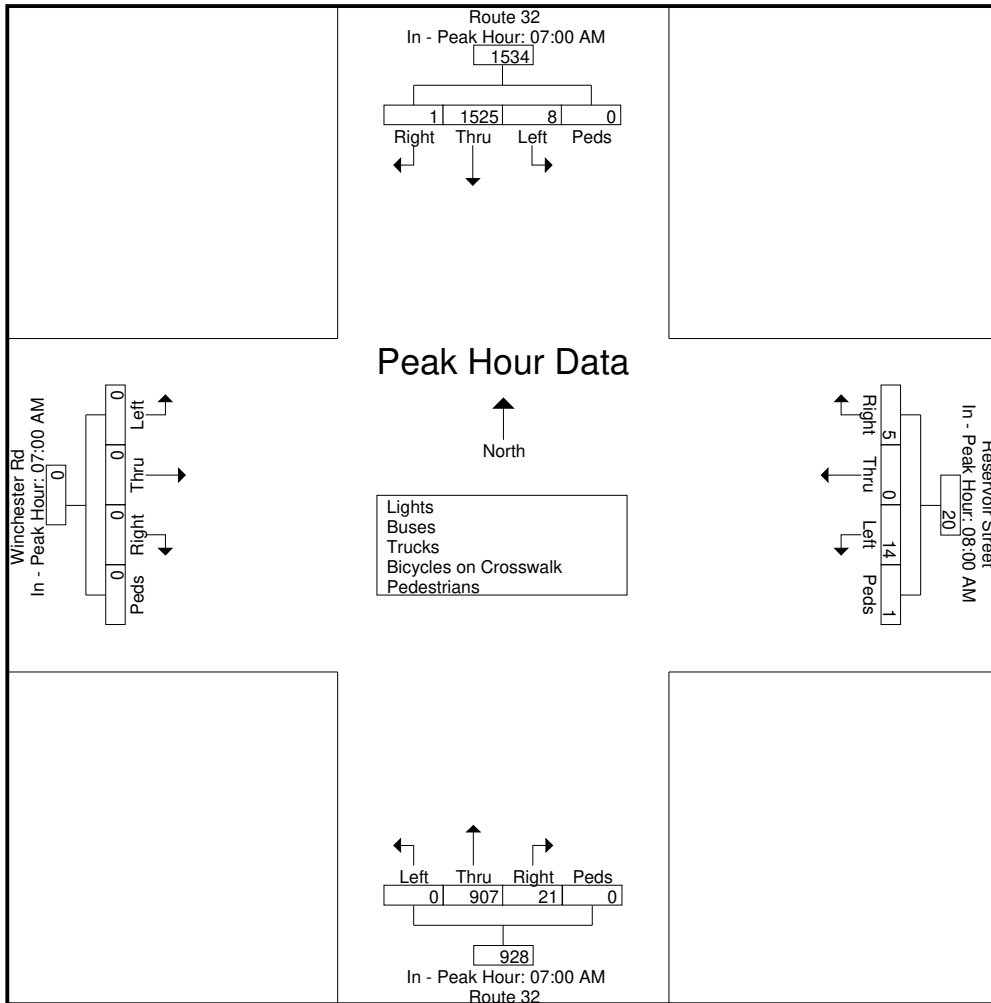 Route 32
In - Peak Hour: 07:00 AM
1534
1 1525 8 0
Right Thru Left Peds
Peak Hour Data
North
Lights
Buses
Trucks
Bicycles on Crosswalk
Pedestrians
Winchester Rd
In - Peak Hour: 07:00 AM
0
0 0 0 0
Left Thru Right Peds
Reservoir Street
In - Peak Hour: 08:00 AM
20
5 0 14 1
Right Thru Left Peds
Left Thru Right Peds
0 907 21 0
928
In - Peak Hour: 07:00 AM
Route 32